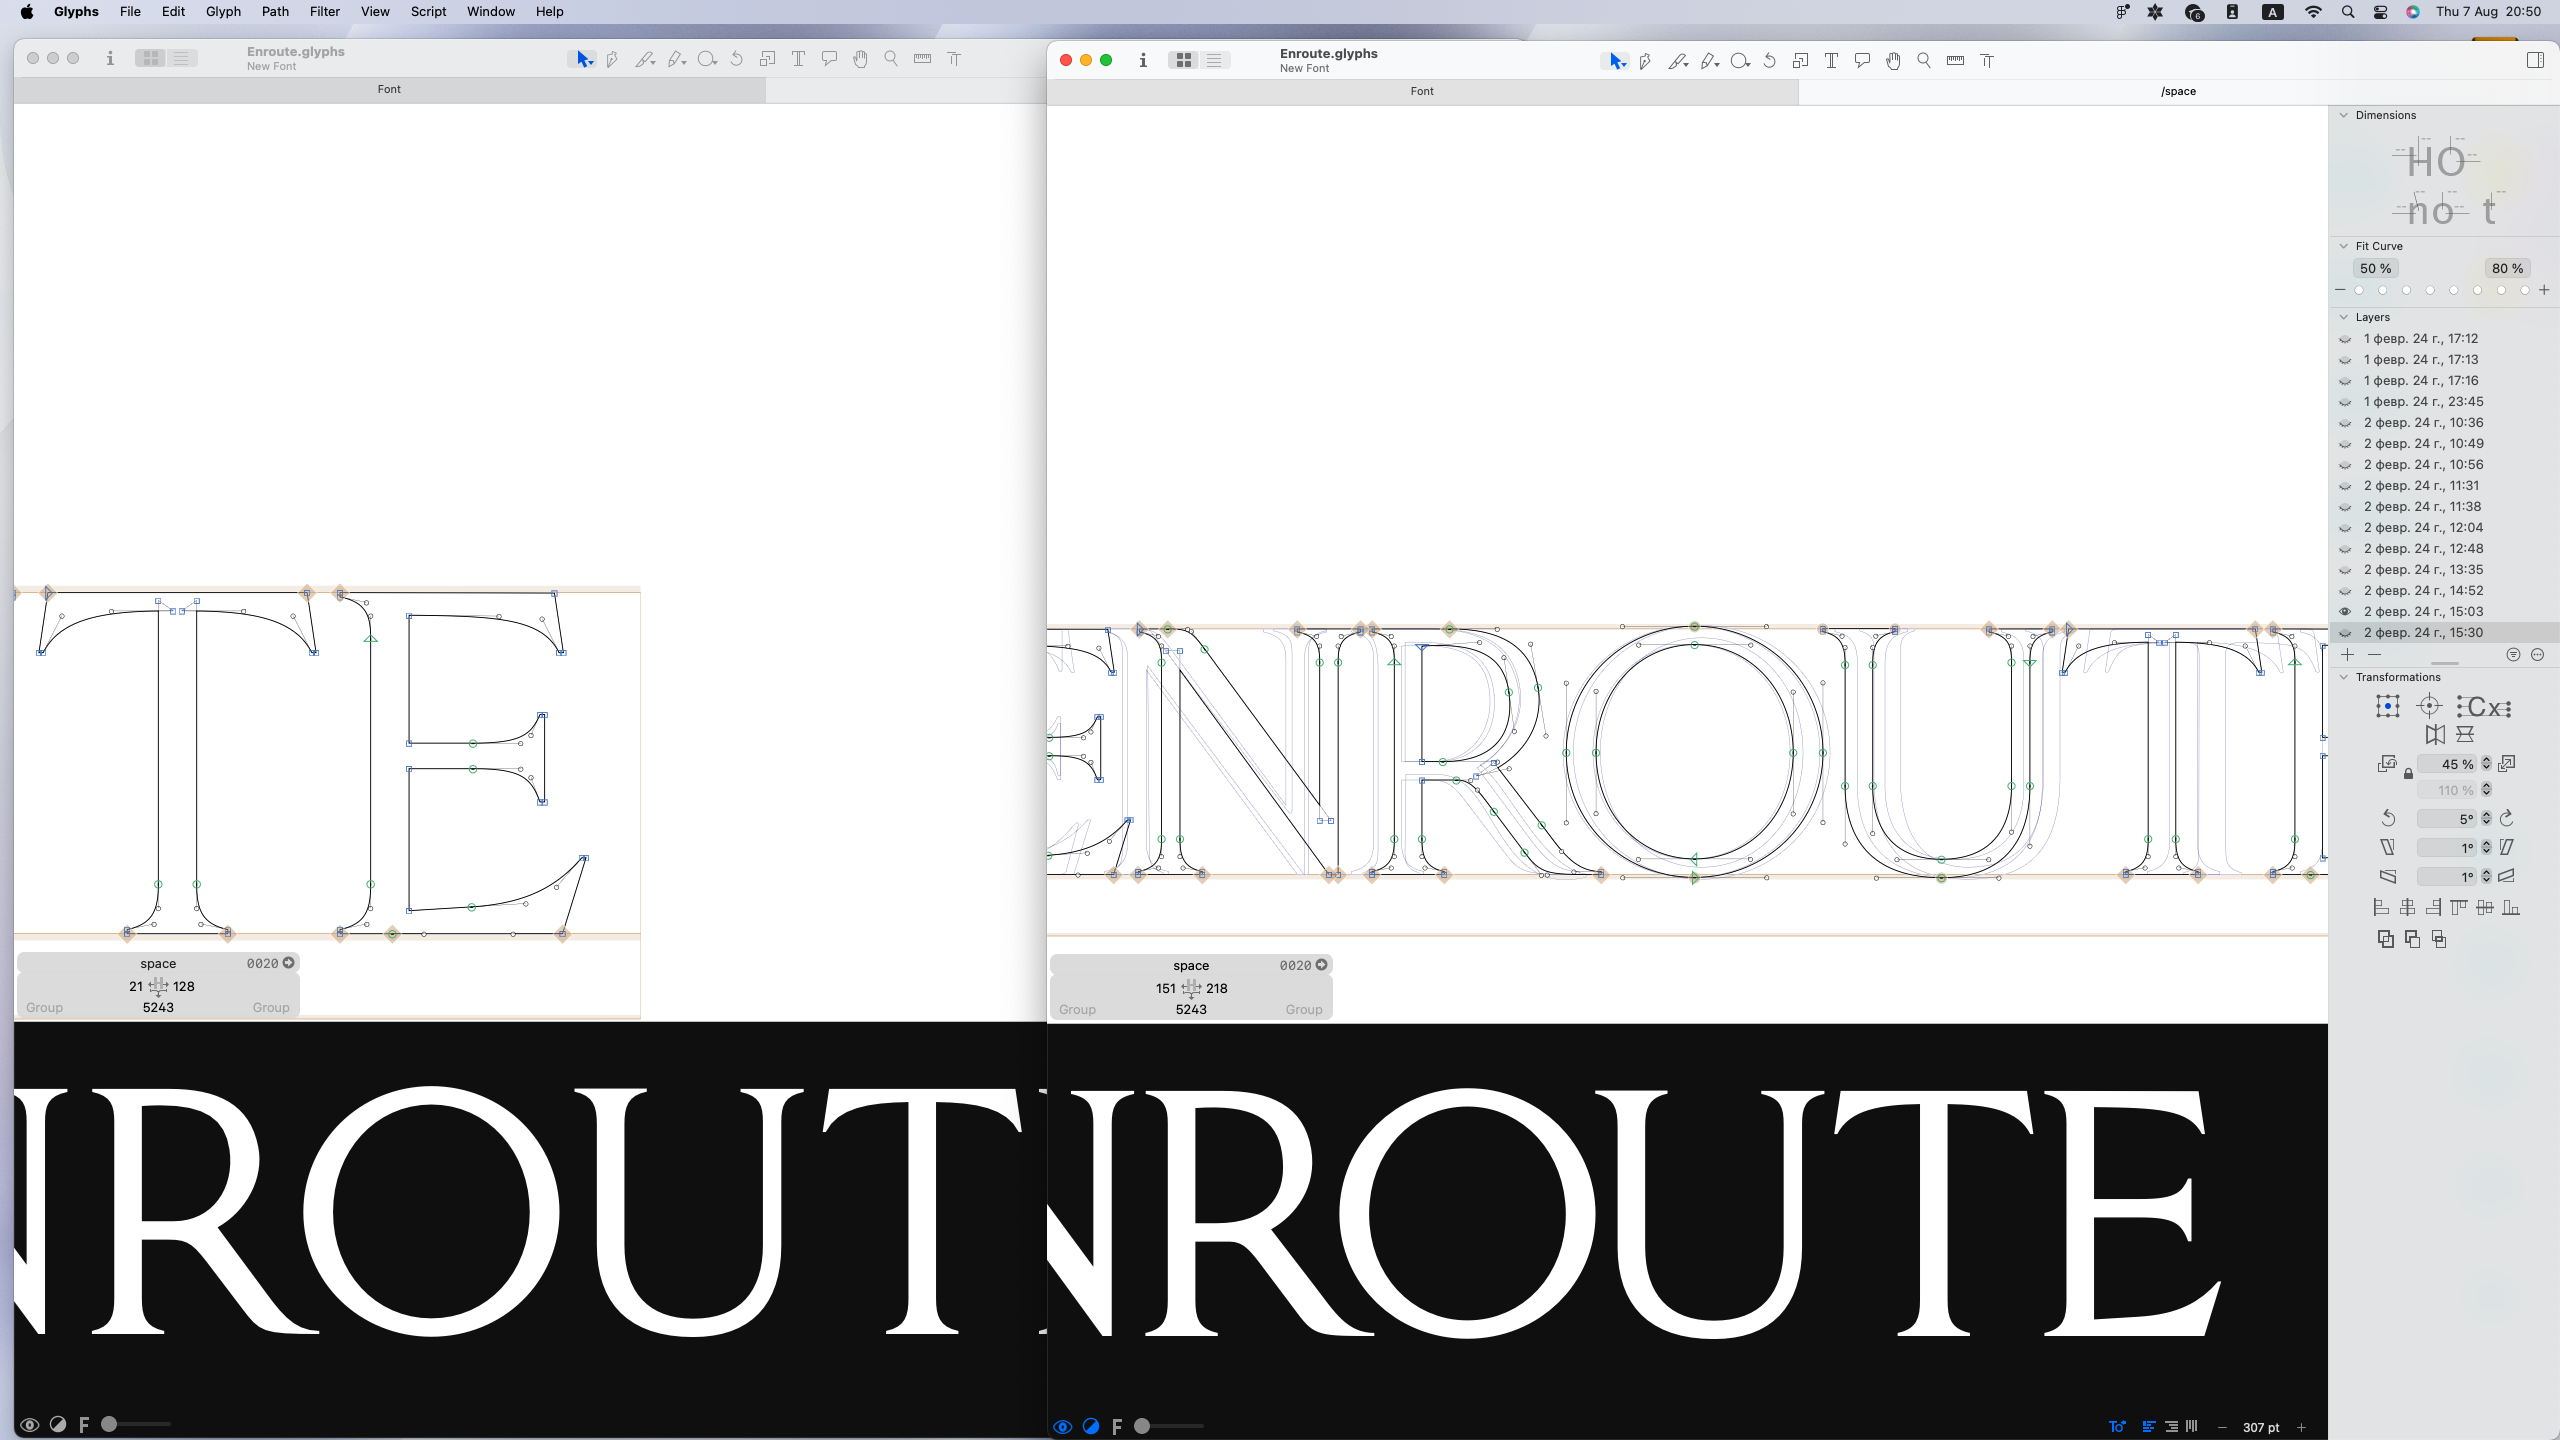 Glyphs File Edit Glyph Path Filter View Script Window Help
A Thu 7 Aug 20:50
Enroute.glyphs
New Font
Font
TE
space 0020
21 128
Group 5243 Group
NROUT
F
Enroute.glyphs
New Font
Font /space
ENROUTE
space 0020
151 218
Group 5243 Group
NROUTE
F
307 pt
Dimensions
HO
no t
Fit Curve
50 % 80 %
Layers
1 февр. 24 г., 17:12
1 февр. 24 г., 17:13
1 февр. 24 г., 17:16
1 февр. 24 г., 23:45
2 февр. 24 г., 10:36
2 февр. 24 г., 10:49
2 февр. 24 г., 10:56
2 февр. 24 г., 11:31
2 февр. 24 г., 11:38
2 февр. 24 г., 12:04
2 февр. 24 г., 12:48
2 февр. 24 г., 13:35
2 февр. 24 г., 14:52
2 февр. 24 г., 15:03
2 февр. 24 г., 15:30
Transformations
Cx
45 %
110 %
5°
1°
1°